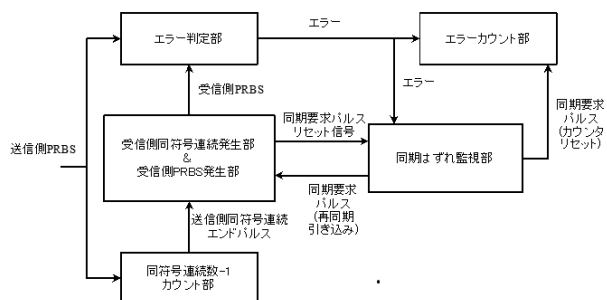 エラー
エラー判定部
エラーカウント部
エラー
受信側PRBS
同期要求パルス
リセット信号
同期要求
パルス
(カウンタ
リセット)
送信側PRBS
受信側同符号連続発生部
&
受信側PRBS発生部
同期はずれ監視部
同期要求
パルス
(再同期
引き込み)
送信側同符号連続
エンドパルス
同符号連続数-1
カウント部